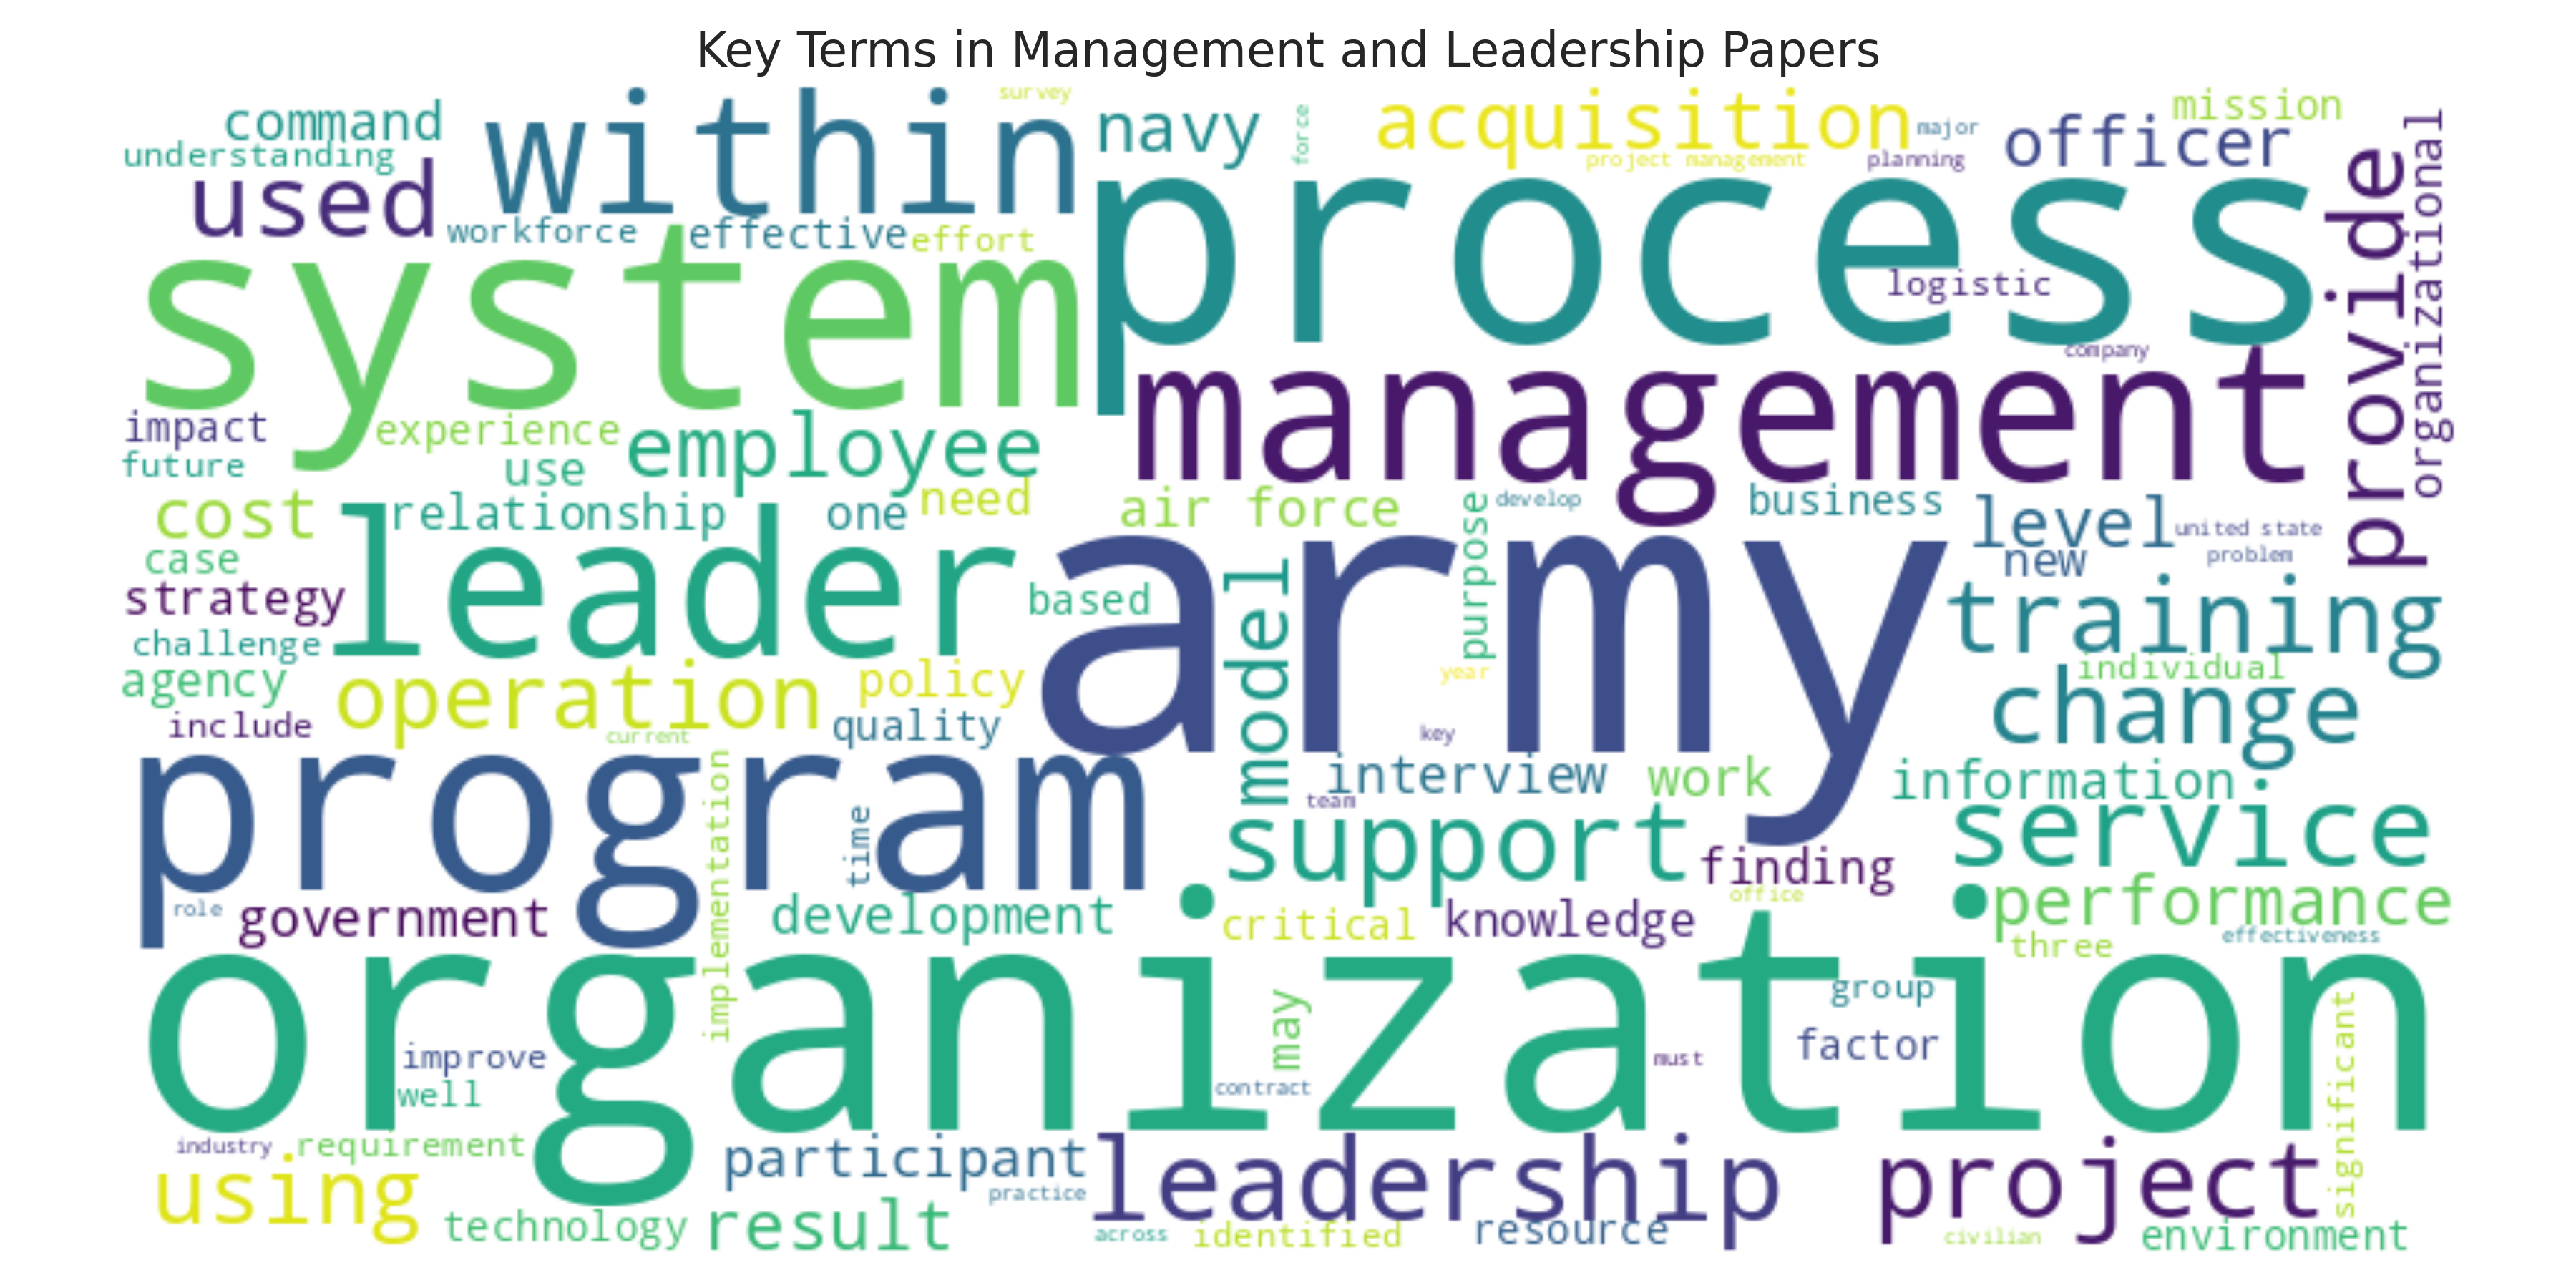 Key Terms in Management and Leadership Papers
survey
command
within
navy
force
acquisition
major
mission
officer
understanding
project management
planning
used
process
provide
organizational
workforce
effective
effort
system
logistic
company
management
impact
experience
employee
future
use
cost
relationship
one
need
air force
purpose
develop
business
level
united state
leader
army
new
problem
case
model
strategy
based
training
challenge
individual
agency
operation
policy
year
change
include
current
quality
key
program
implementation
time
interview
work
information
team
support
service
finding
office
role
government
development
critical
knowledge
performance
three
effectiveness
organization
may
group
significant
improve
factor
must
well
contract
industry
requirement
participant
leadership
project
using
practice
technology
result
across
identified
resource
civilian
environment